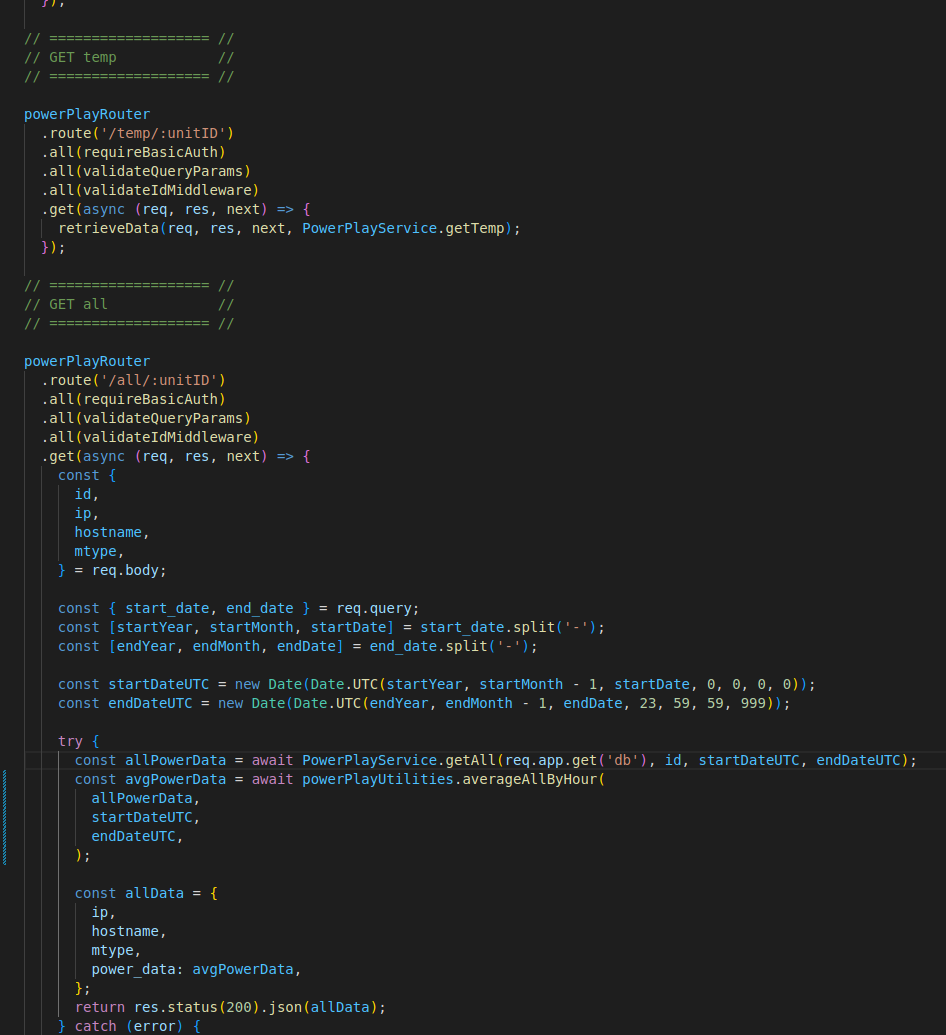 });
// =================== //
// GET temp            //
// =================== //
powerPlayRouter
  .route('/temp/:unitID')
  .all(requireBasicAuth)
  .all(validateQueryParams)
  .all(validateIdMiddleware)
  .get(async (req, res, next) => {
    retrieveData(req, res, next, PowerPlayService.getTemp);
  });
// =================== //
// GET all             //
// =================== //
powerPlayRouter
  .route('/all/:unitID')
  .all(requireBasicAuth)
  .all(validateQueryParams)
  .all(validateIdMiddleware)
  .get(async (req, res, next) => {
    const {
      id,
      ip,
      hostname,
      mtype,
    } = req.body;
    const { start_date, end_date } = req.query;
    const [startYear, startMonth, startDate] = start_date.split('-');
    const [endYear, endMonth, endDate] = end_date.split('-');
    const startDateUTC = new Date(Date.UTC(startYear, startMonth - 1, startDate, 0, 0, 0, 0));
    const endDateUTC = new Date(Date.UTC(endYear, endMonth - 1, endDate, 23, 59, 59, 999));
    try {
      const allPowerData = await PowerPlayService.getAll(req.app.get('db'), id, startDateUTC, endDateUTC);
      const avgPowerData = await powerPlayUtilities.averageAllByHour(
        allPowerData,
        startDateUTC,
        endDateUTC,
      );
      const allData = {
        ip,
        hostname,
        mtype,
        power_data: avgPowerData,
      };
      return res.status(200).json(allData);
    } catch (error) {